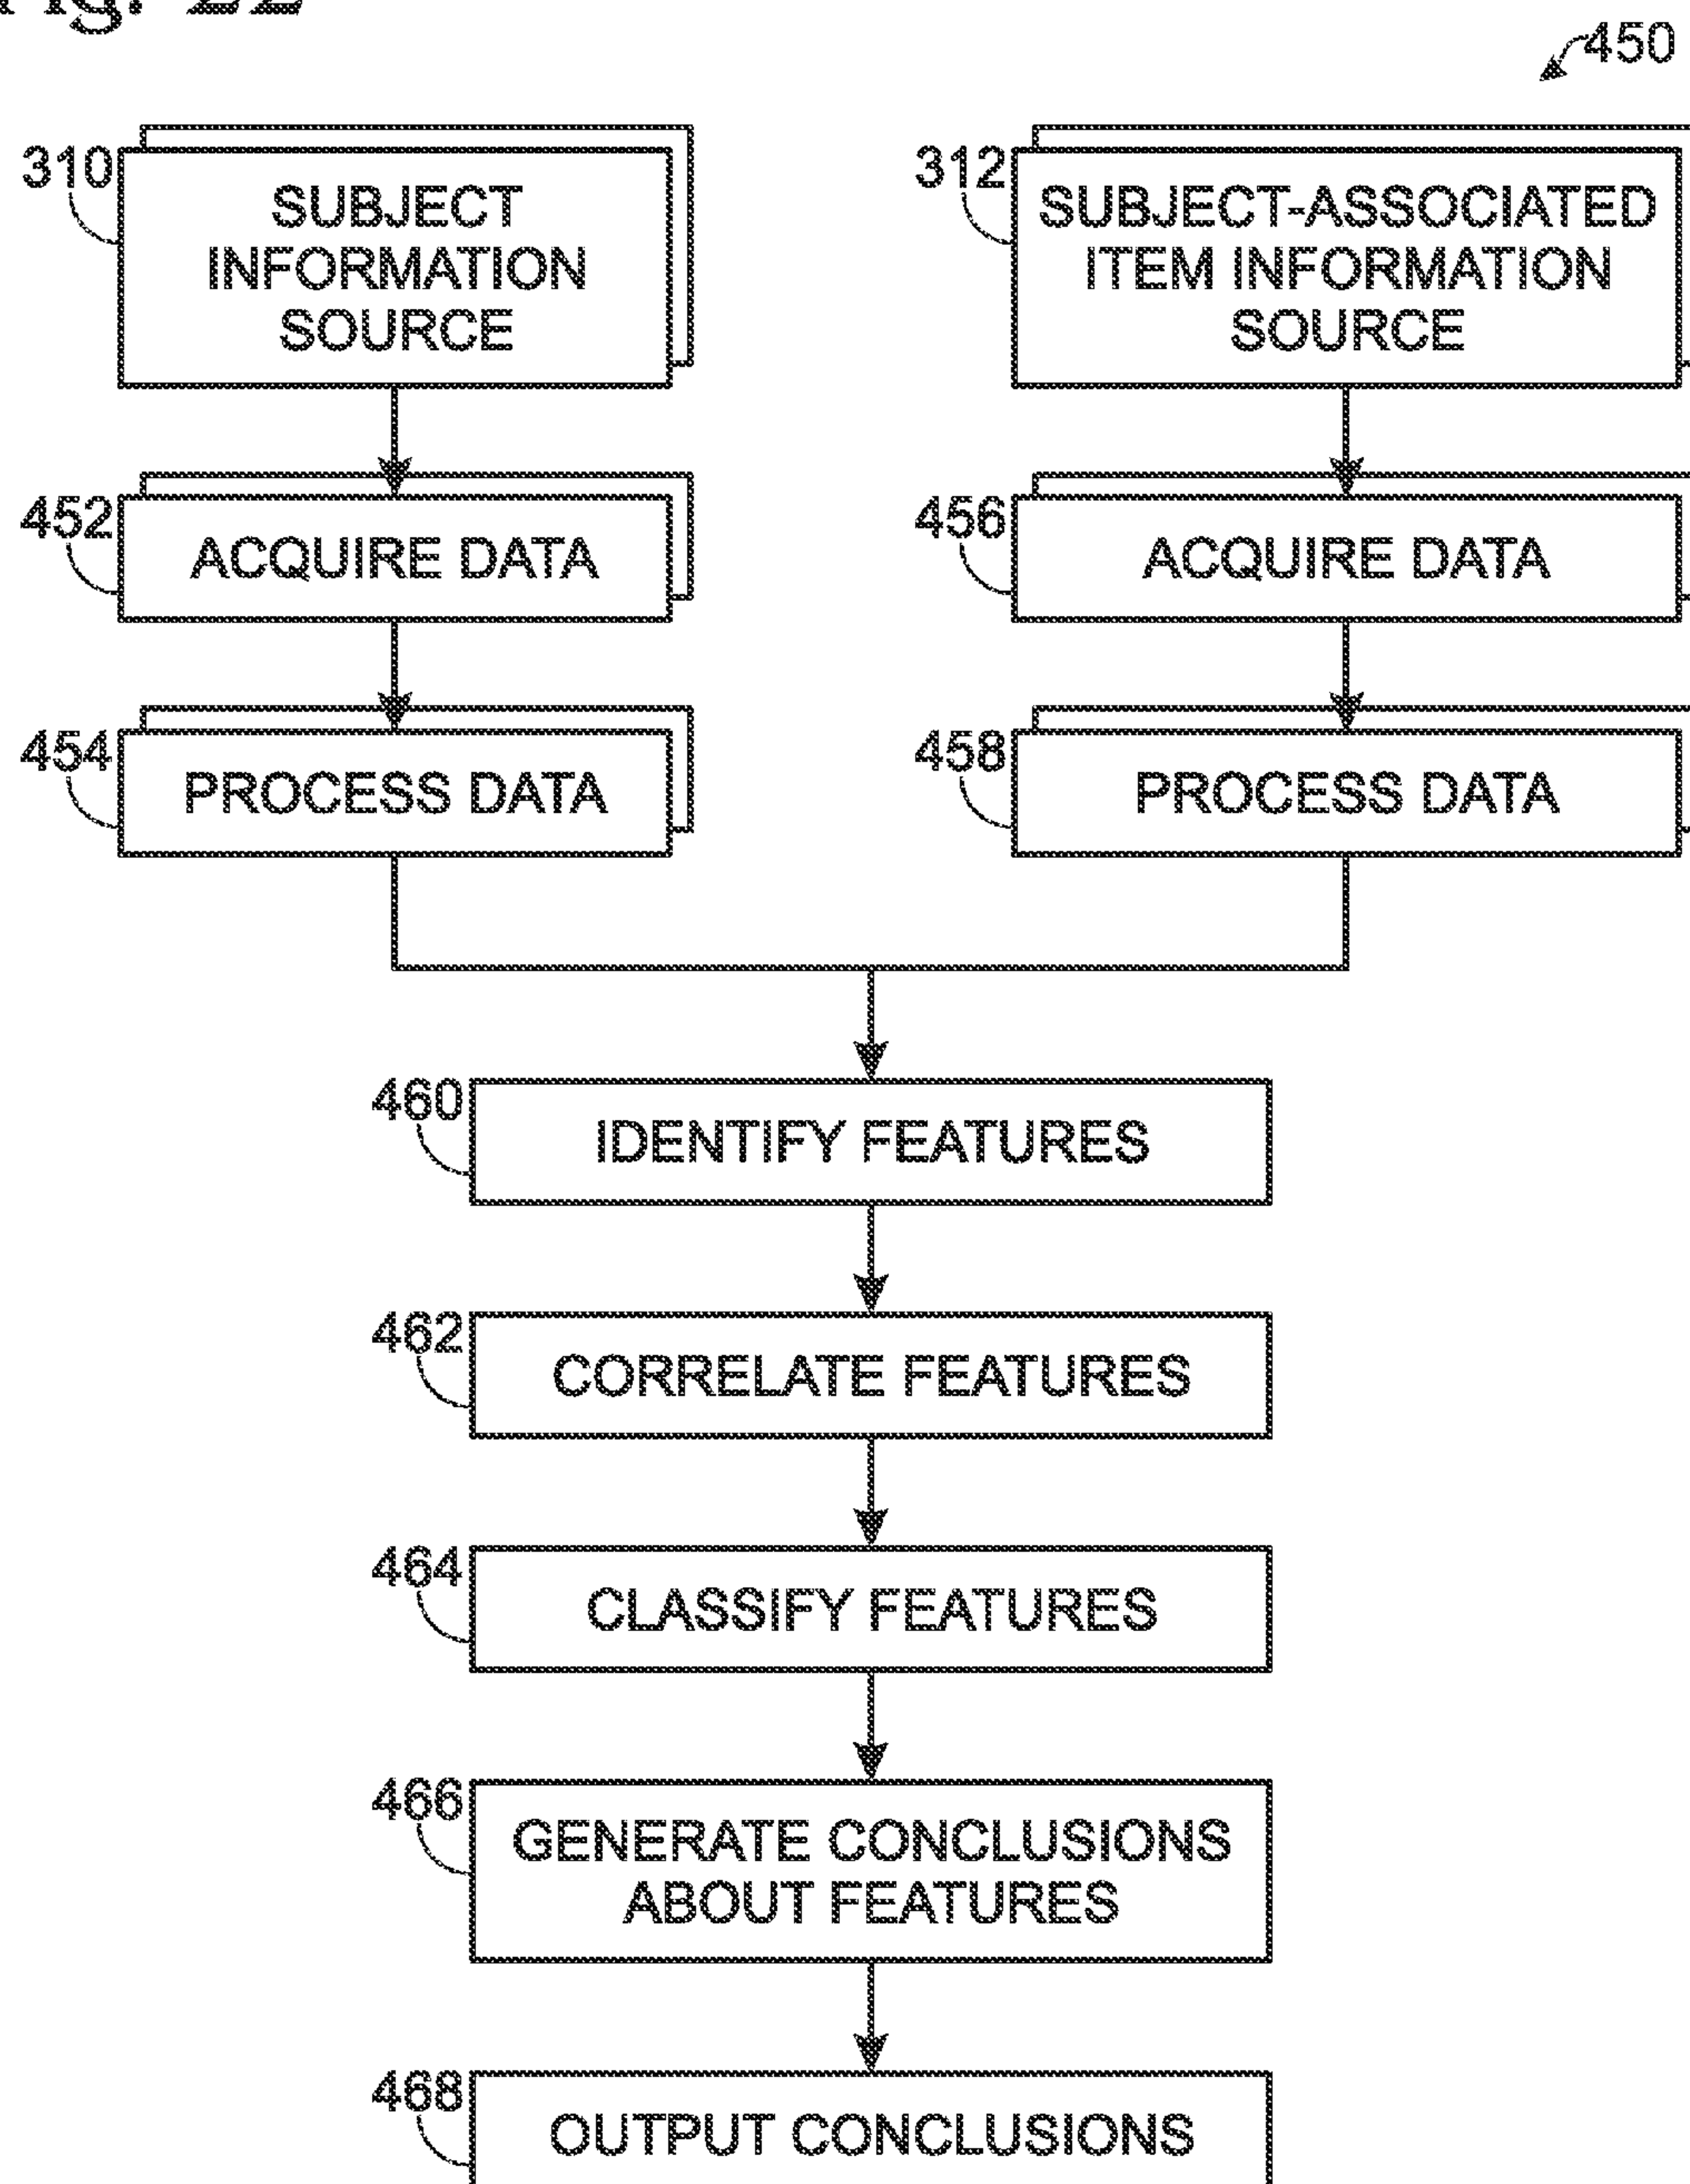 Fig. 22
450
310
SUBJECT
INFORMATION
SOURCE
312
SUBJECT-ASSOCIATED
ITEM INFORMATION
SOURCE
452
ACQUIRE DATA
456
ACQUIRE DATA
454
PROCESS DATA
458
PROCESS DATA
460
IDENTIFY FEATURES
462
CORRELATE FEATURES
464
CLASSIFY FEATURES
466
GENERATE CONCLUSIONS
ABOUT FEATURES
468
OUTPUT CONCLUSIONS